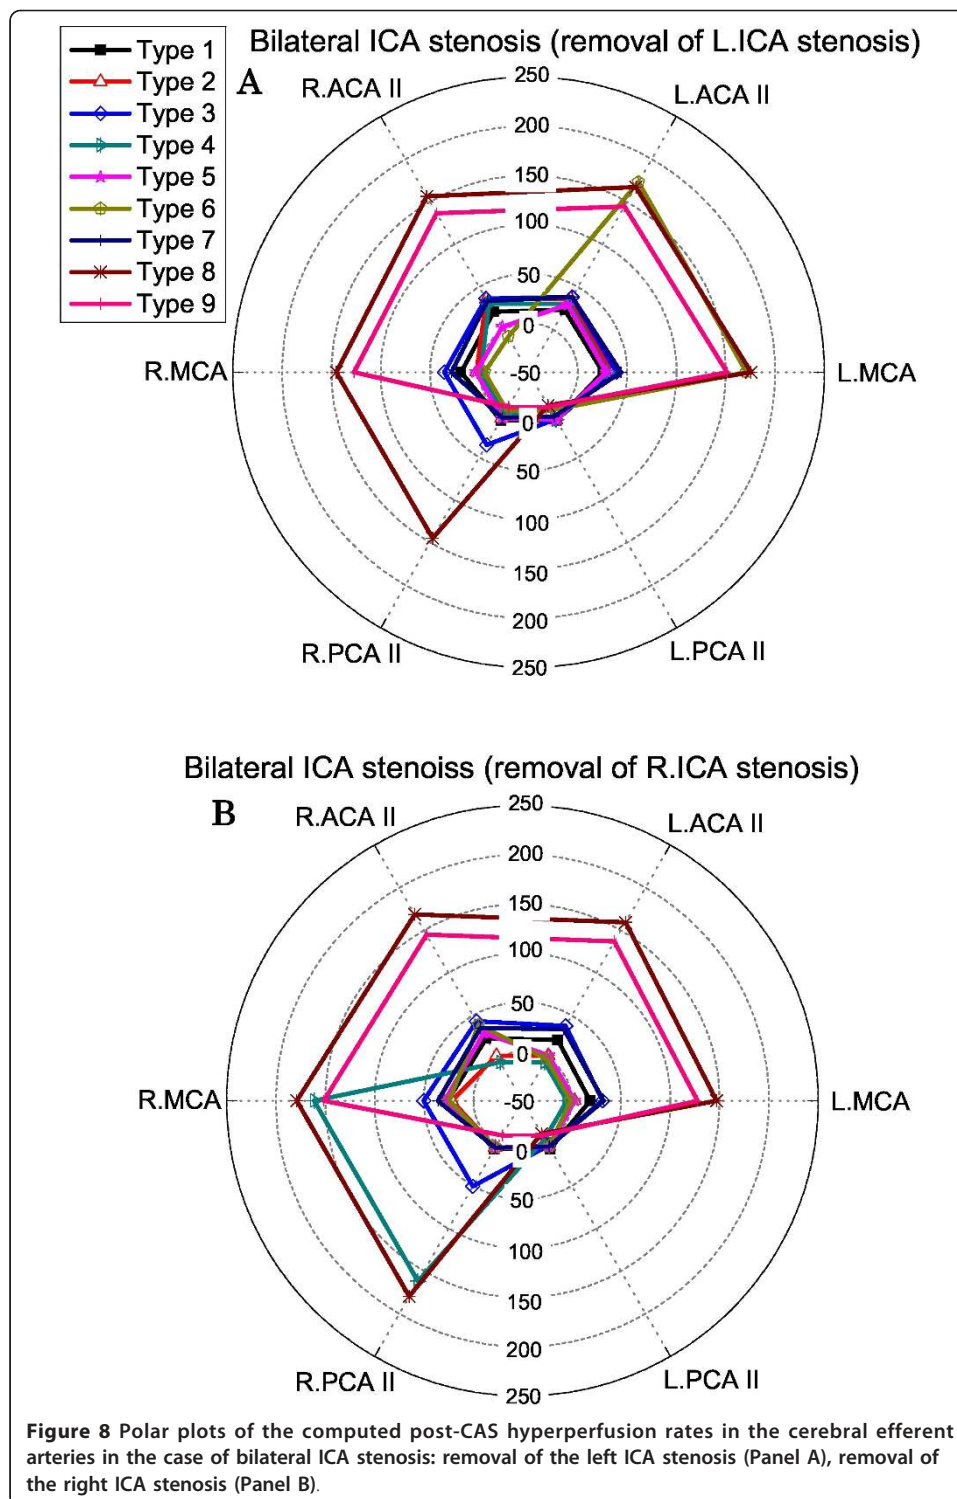 Bilateral ICA stenosis (removal of L.ICA stenosis)
Type 1
Type 2
Type 3
Type 4
Type 5
Type 6
Type 7
Type 8
Type 9
A
R.ACA II
L.ACA II
250
200
150
100
50
0
-50
0
50
100
150
200
250
R.MCA
L.MCA
R.PCA II
L.PCA II
Bilateral ICA stenoiss (removal of R.ICA stenosis)
B
R.ACA II
L.ACA II
250
200
150
100
50
0
-50
0
50
100
150
200
250
R.MCA
L.MCA
R.PCA II
L.PCA II
Figure 8 Polar plots of the computed post-CAS hyperperfusion rates in the cerebral efferent
arteries in the case of bilateral ICA stenosis: removal of the left ICA stenosis (Panel A), removal of
the right ICA stenosis (Panel B).